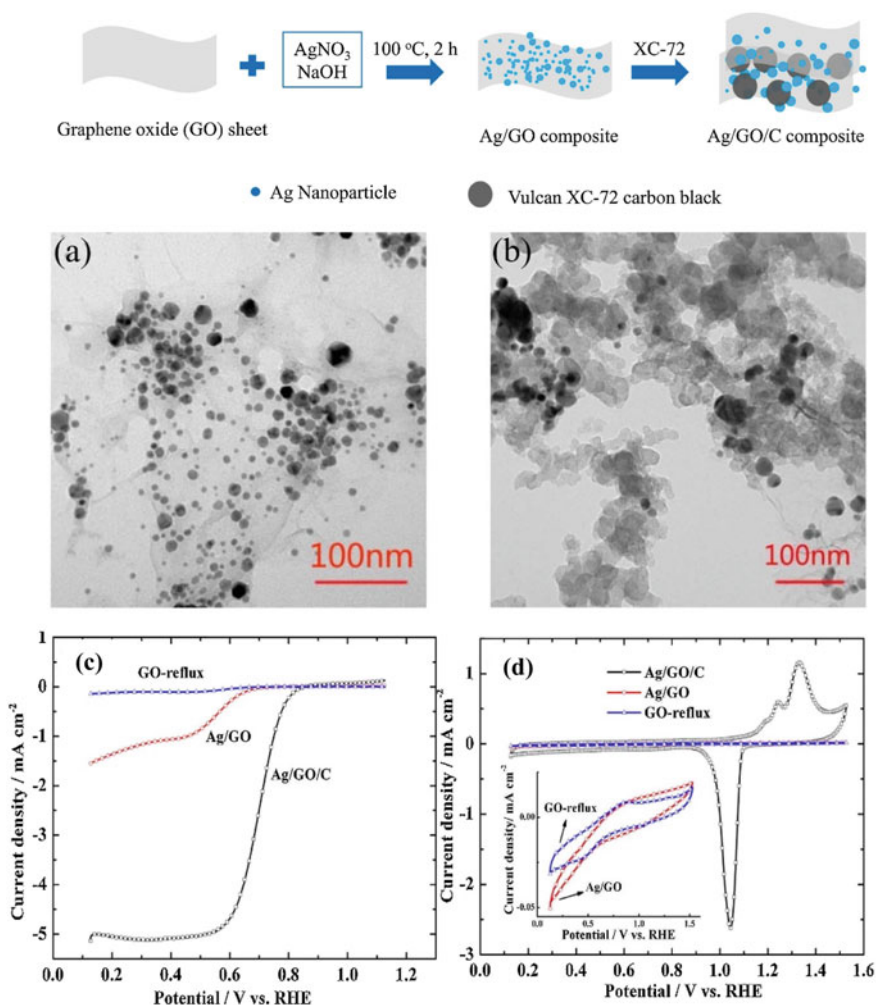 AgNO3
NaOH
100 °C, 2 h
XC-72
Graphene oxide (GO) sheet
Ag/GO composite
Ag/GO/C composite
Ag Nanoparticle
Vulcan XC-72 carbon black
(a)
100nm
(b)
100nm
(c)
GO-reflux
Ag/GO
Ag/GO/C
1
0
-1
-2
-3
-4
-5
Current density / mA cm-2
0.0 0.2 0.4 0.6 0.8 1.0 1.2
Potential / V vs. RHE
(d)
Ag/GO/C
Ag/GO
GO-reflux
1
0
-1
-2
-3
Current density / mA cm-2
GO-reflux
Ag/GO
0.00
-0.05
Current density/ mA cm-2
0.0 0.5 1.0 1.5
Potential / V vs. RHE
0.0 0.2 0.4 0.6 0.8 1.0 1.2 1.4 1.6
Potential / V vs. RHE